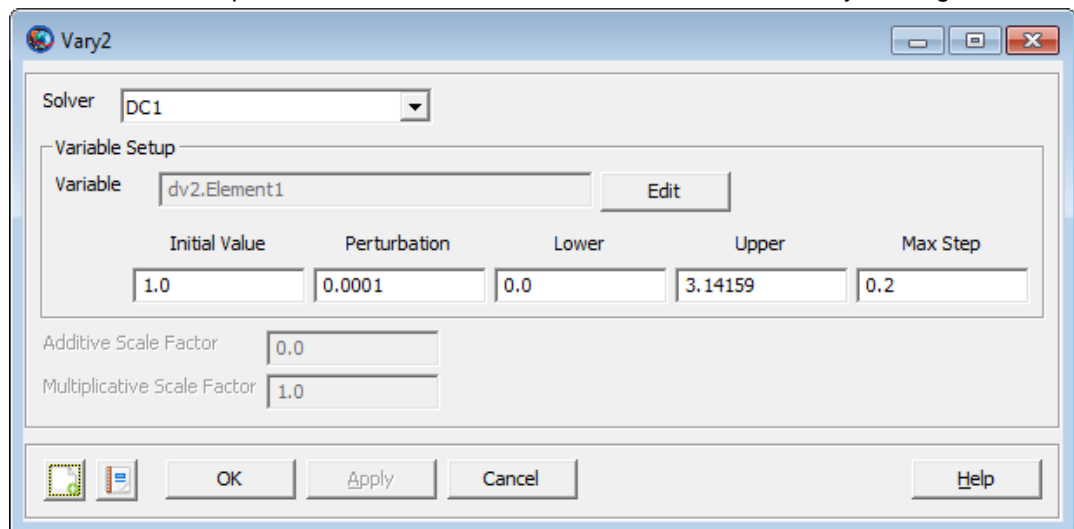 Vary2
Solver DC1
Variable Setup
Variable dv2.Element1 Edit
Initial Value Perturbation Lower Upper Max Step
1.0 0.0001 0.0 3.14159 0.2
Additive Scale Factor 0.0
Multiplicative Scale Factor 1.0
OK Apply Cancel Help